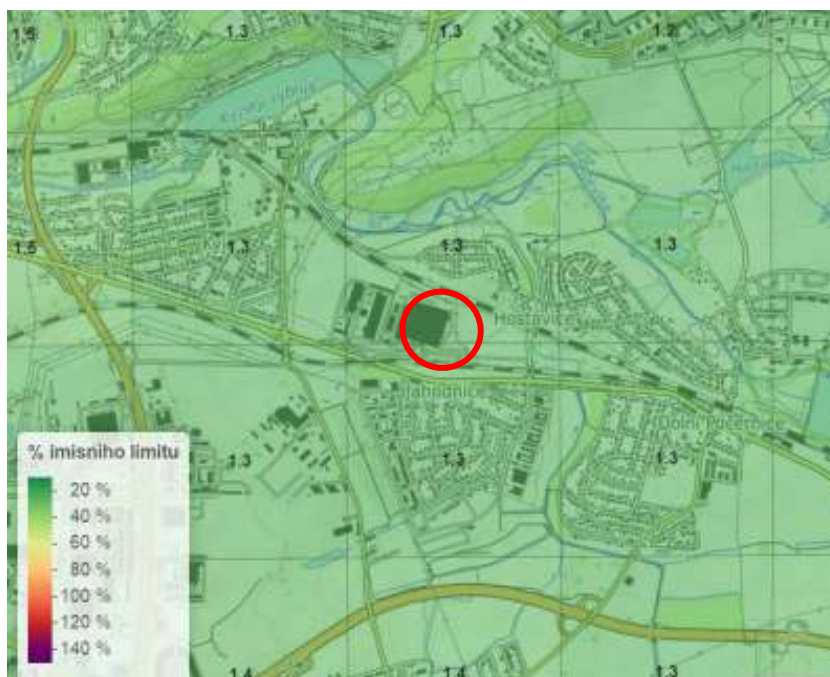 1.5 1.3 1.3 1.2
Kyjský rybník
1.5 1.3 1.3 1.3
Hostavice
Jahodnice
Dolní Počernice
1.3 1.3 1.3
% imisního limitu
20 %
40 %
60 %
80 %
100 %
120 %
140 %
1.4 1.4 1.3